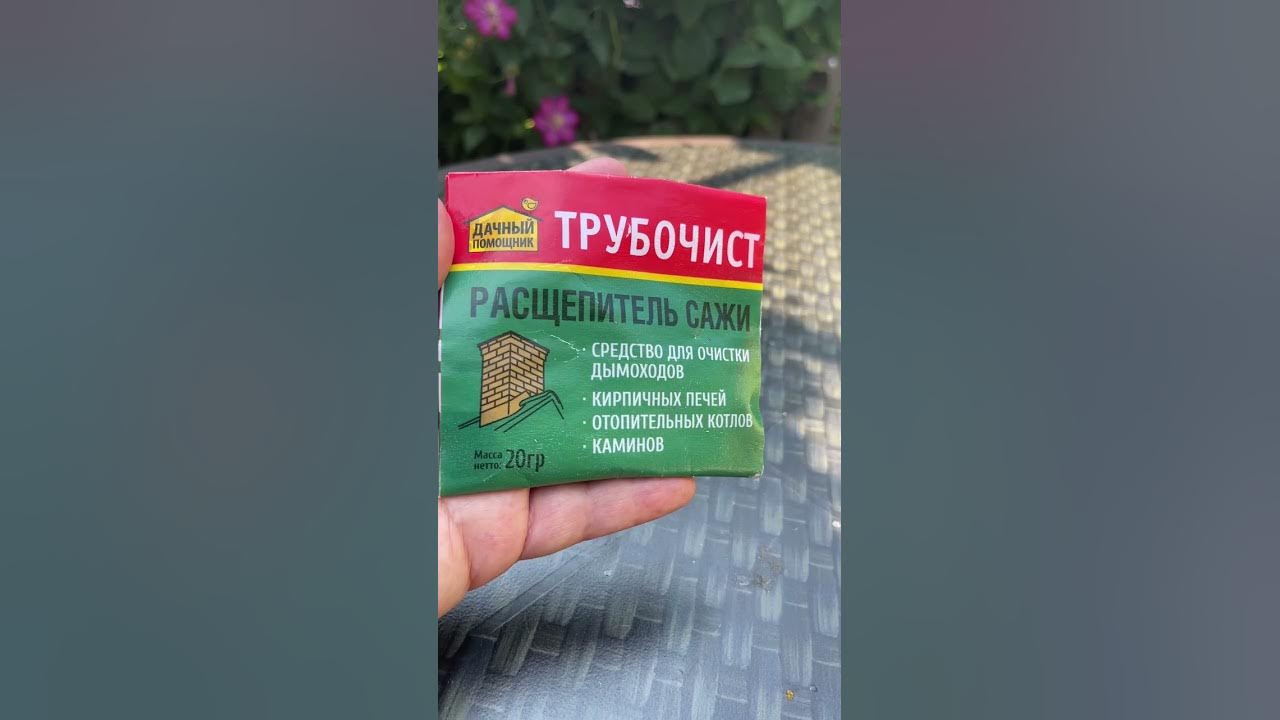 ДАЧНЫЙ
ПОМОЩНИК
ТРУБОЧИСТ
РАСЩЕПИТЕЛЬ САЖИ
· СРЕДСТВО ДЛЯ ОЧИСТКИ
ДЫМОХОДОВ
· КИРПИЧНЫХ ПЕЧЕЙ
· ОТОПИТЕЛЬНЫХ КОТЛОВ
· КАМИНОВ
Масса
нетто: 20гр